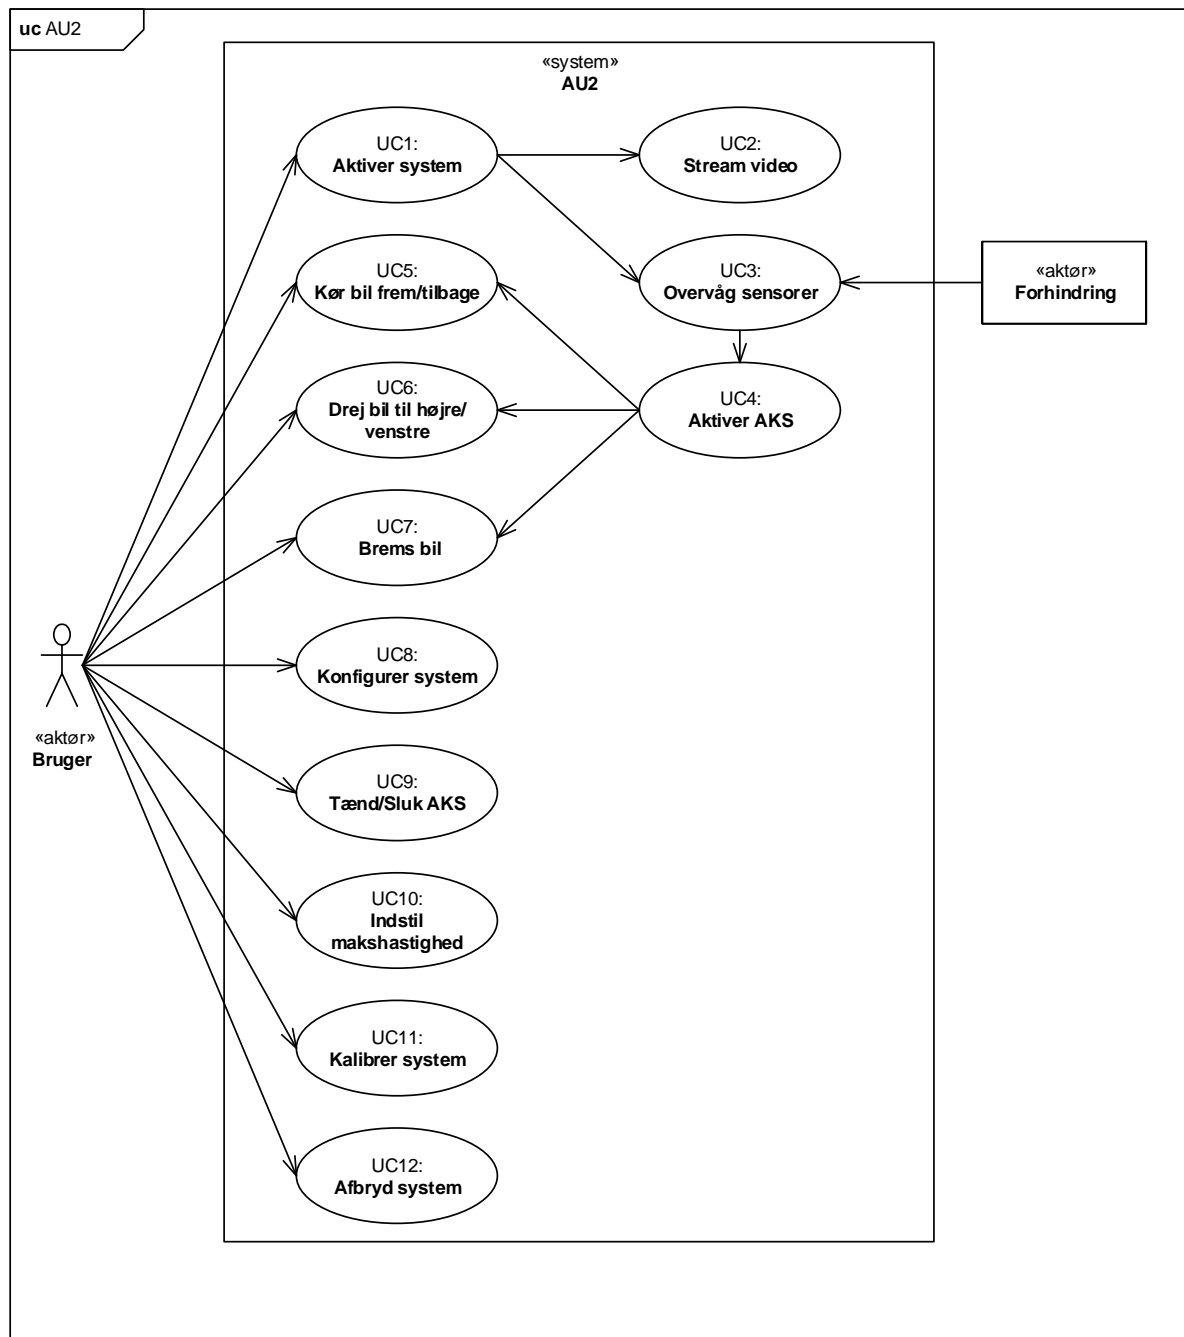 uc AU2
«system»
AU2
UC1:
Aktiver system
UC2:
Stream video
UC5:
Kør bil frem/tilbage
UC3:
Overvåg sensorer
«aktør»
Forhindring
UC6:
Drej bil til højre/
venstre
UC4:
Aktiver AKS
UC7:
Brems bil
UC8:
Konfigurer system
«aktør»
Bruger
UC9:
Tænd/Sluk AKS
UC10:
Indstil
makshastighed
UC11:
Kalibrer system
UC12:
Afbryd system